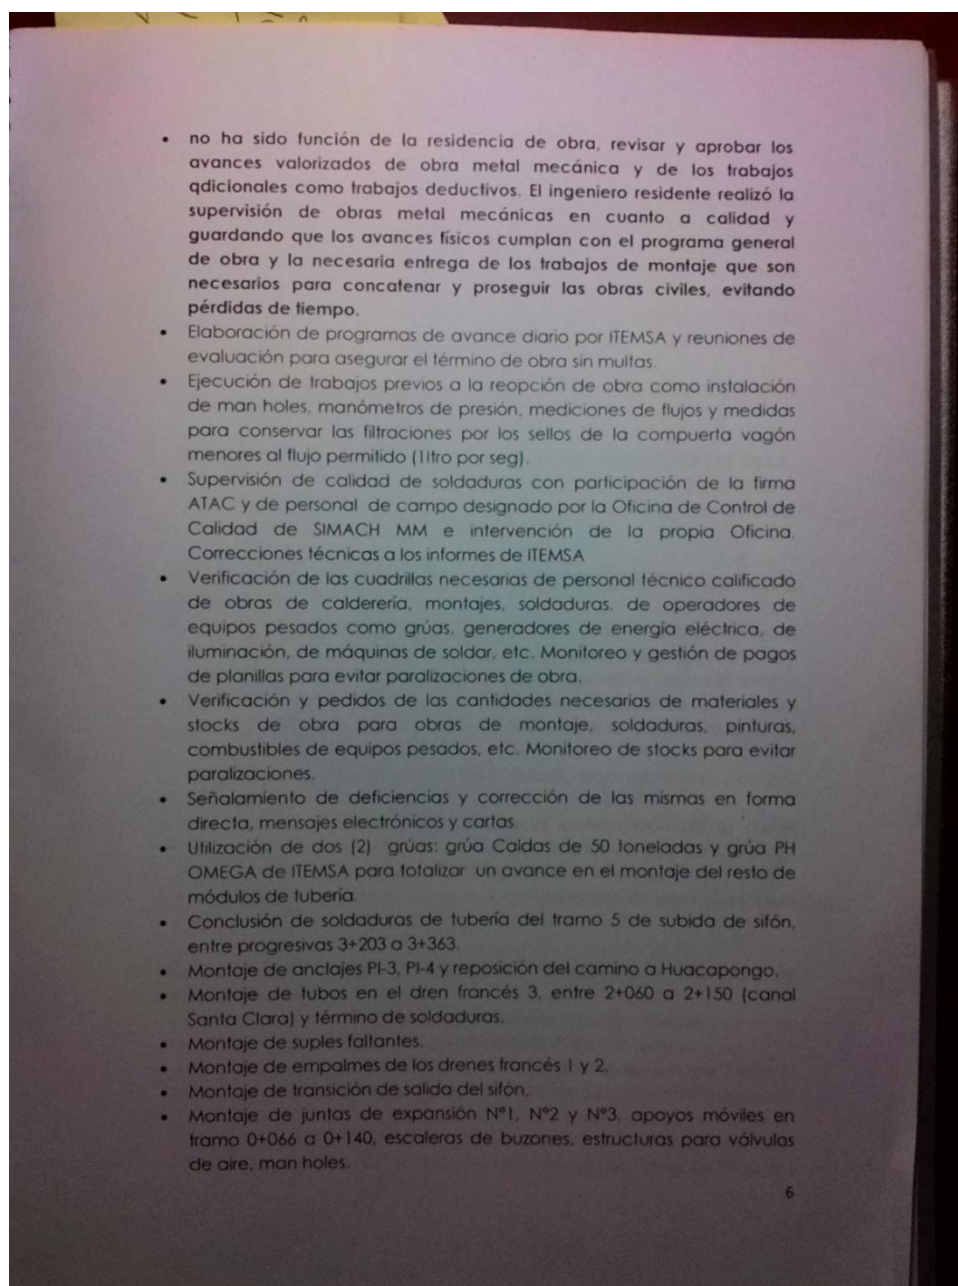 • no ha sido función de la residencia de obra, revisar y aprobar los
avances valorizados de obra metal mecánica y de los trabajos
qdicionales como trabajos deductivos. El ingeniero residente realizó la
supervisión de obras metal mecánicas en cuanto a calidad y
guardando que los avances físicos cumplan con el programa general
de obra y la necesaria entrega de los trabajos de montaje que son
necesarios para concatenar y proseguir las obras civiles, evitando
pérdidas de tiempo.
• Elaboración de programas de avance diario por ITEMSA y reuniones de
evaluación para asegurar el término de obra sin multas.
• Ejecución de trabajos previos a la reopción de obra como instalación
de man holes, manómetros de presión, mediciones de flujos y medidas
para conservar las filtraciones por los sellos de la compuerta vagón
menores al flujo permitido (1litro por seg).
• Supervisión de calidad de soldaduras con participación de la firma
ATAC y de personal de campo designado por la Oficina de Control de
Calidad de SIMACH MM e intervención de la propia Oficina.
Correcciones técnicas a los informes de ITEMSA
• Verificación de las cuadrillas necesarias de personal técnico calificado
de obras de calderería, montajes, soldaduras, de operadores de
equipos pesados como grúas, generadores de energía eléctrica, de
iluminación, de máquinas de soldar, etc. Monitoreo y gestión de pagos
de planillas para evitar paralizaciones de obra.
• Verificación y pedidos de las cantidades necesarias de materiales y
stocks de obra para obras de montaje, soldaduras, pinturas,
combustibles de equipos pesados, etc. Monitoreo de stocks para evitar
paralizaciones.
• Señalamiento de deficiencias y corrección de las mismas en forma
directa, mensajes electrónicos y cartas.
• Utilización de dos (2) grúas: grúa Caldas de 50 toneladas y grúa PH
OMEGA de ITEMSA para totalizar un avance en el montaje del resto de
módulos de tubería.
• Conclusión de soldaduras de tubería del tramo 5 de subida de sifón,
entre progresivas 3+203 a 3+363.
• Montaje de anclajes PI-3, PI-4 y reposición del camino a Huacapongo.
• Montaje de tubos en el dren francés 3, entre 2+060 a 2+150 (canal
Santa Clara) y término de soldaduras.
• Montaje de suples faltantes.
• Montaje de empalmes de los drenes francés 1 y 2.
• Montaje de transición de salida del sifón.
• Montaje de juntas de expansión N°1, N°2 y N°3, apoyos móviles en
tramo 0+066 a 0+140, escaleras de buzones, estructuras para válvulas
de aire, man holes.
6